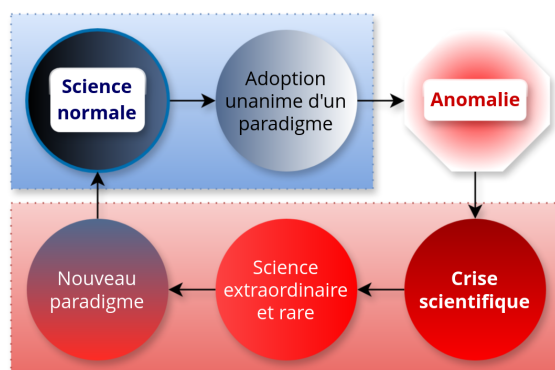 Science
normale
Adoption
unanime d'un
paradigme
Anomalie
Nouveau
paradigme
Science
extraordinaire
et rare
Crise
scientifique